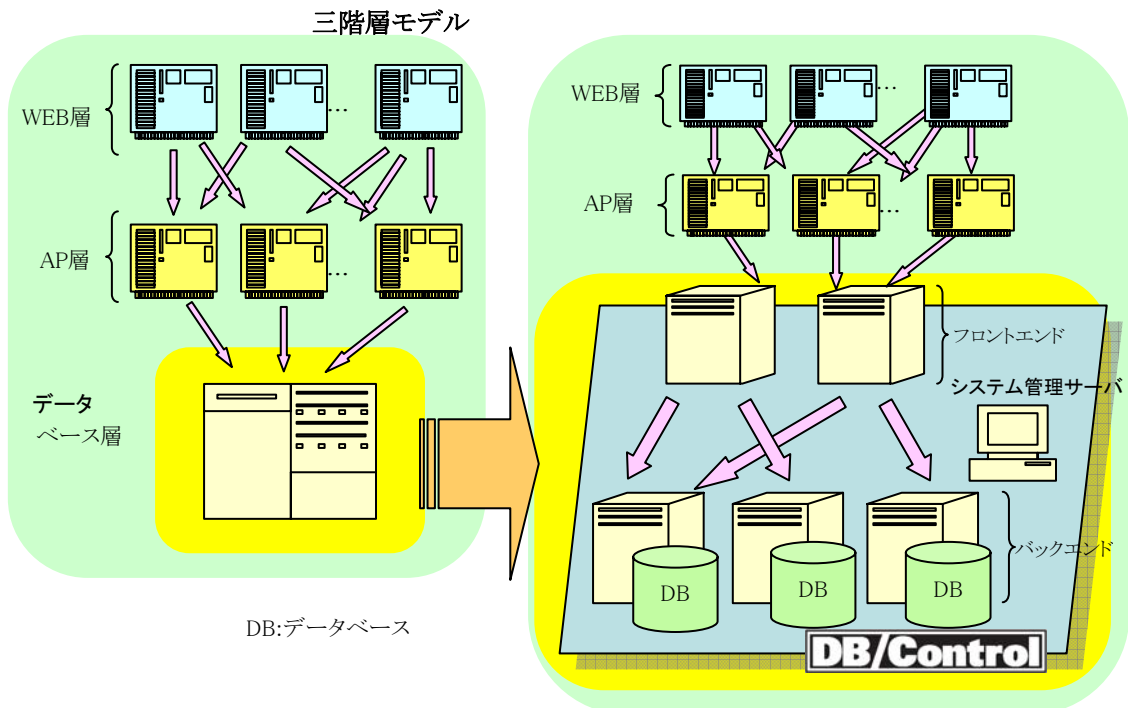 三階層モデル
WEB層
…
AP層
…
データ
ベース層
DB:データベース
WEB層
…
AP層
…
フロントエンド
システム管理サーバ
バックエンド
DB
DB
DB
DB/Control